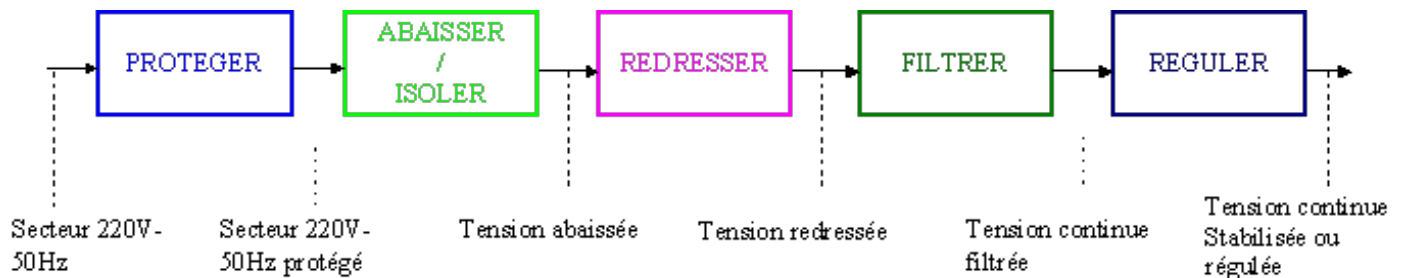 PROTEGER
ABAISSER
/
ISOLER
REDRESSER
FILTRER
REGULER
Secteur 220V-
50Hz
Secteur 220V-
50Hz protégé
Tension abaissée
Tension redressée
Tension continue
filtrée
Tension continue
Stabilisée ou
régulée